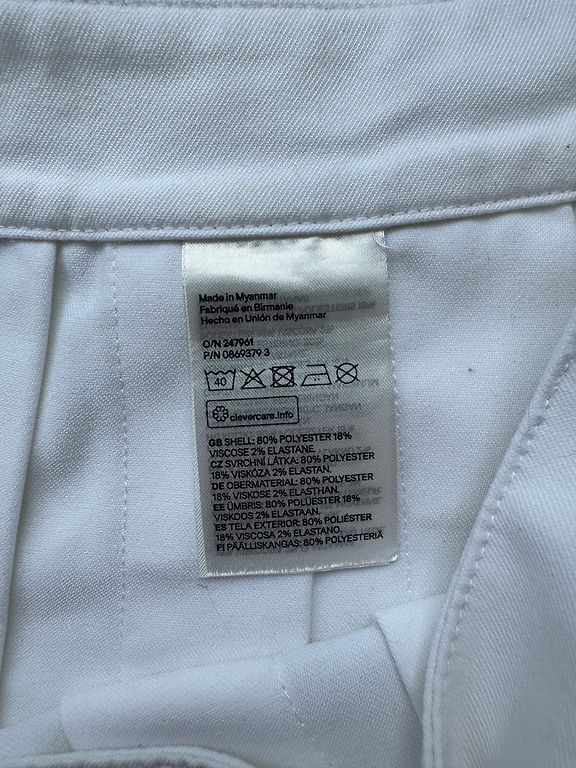 Made in Myanmar
Fabriqué en Birmanie
Hecho en Unión de Myanmar
O/N 247961
P/N 0869379 3
40
clevercare.info
GB SHELL: 80% POLYESTER 18%
VISCOSE 2% ELASTANE.
CZ SVRCHNÍ LÁTKA: 80% POLYESTER
18% VISKÓZA 2% ELASTAN.
DE OBERMATERIAL: 80% POLYESTER
18% VISKOSE 2% ELASTHAN.
EE ÜMBRIS: 80% POLÜESTER 18%
VISKOOS 2% ELASTAAN.
ES TELA EXTERIOR: 80% POLIÉSTER
18% VISCOSA 2% ELASTANO.
FI PÄÄLLISKANGAS: 80% POLYESTERIÄ